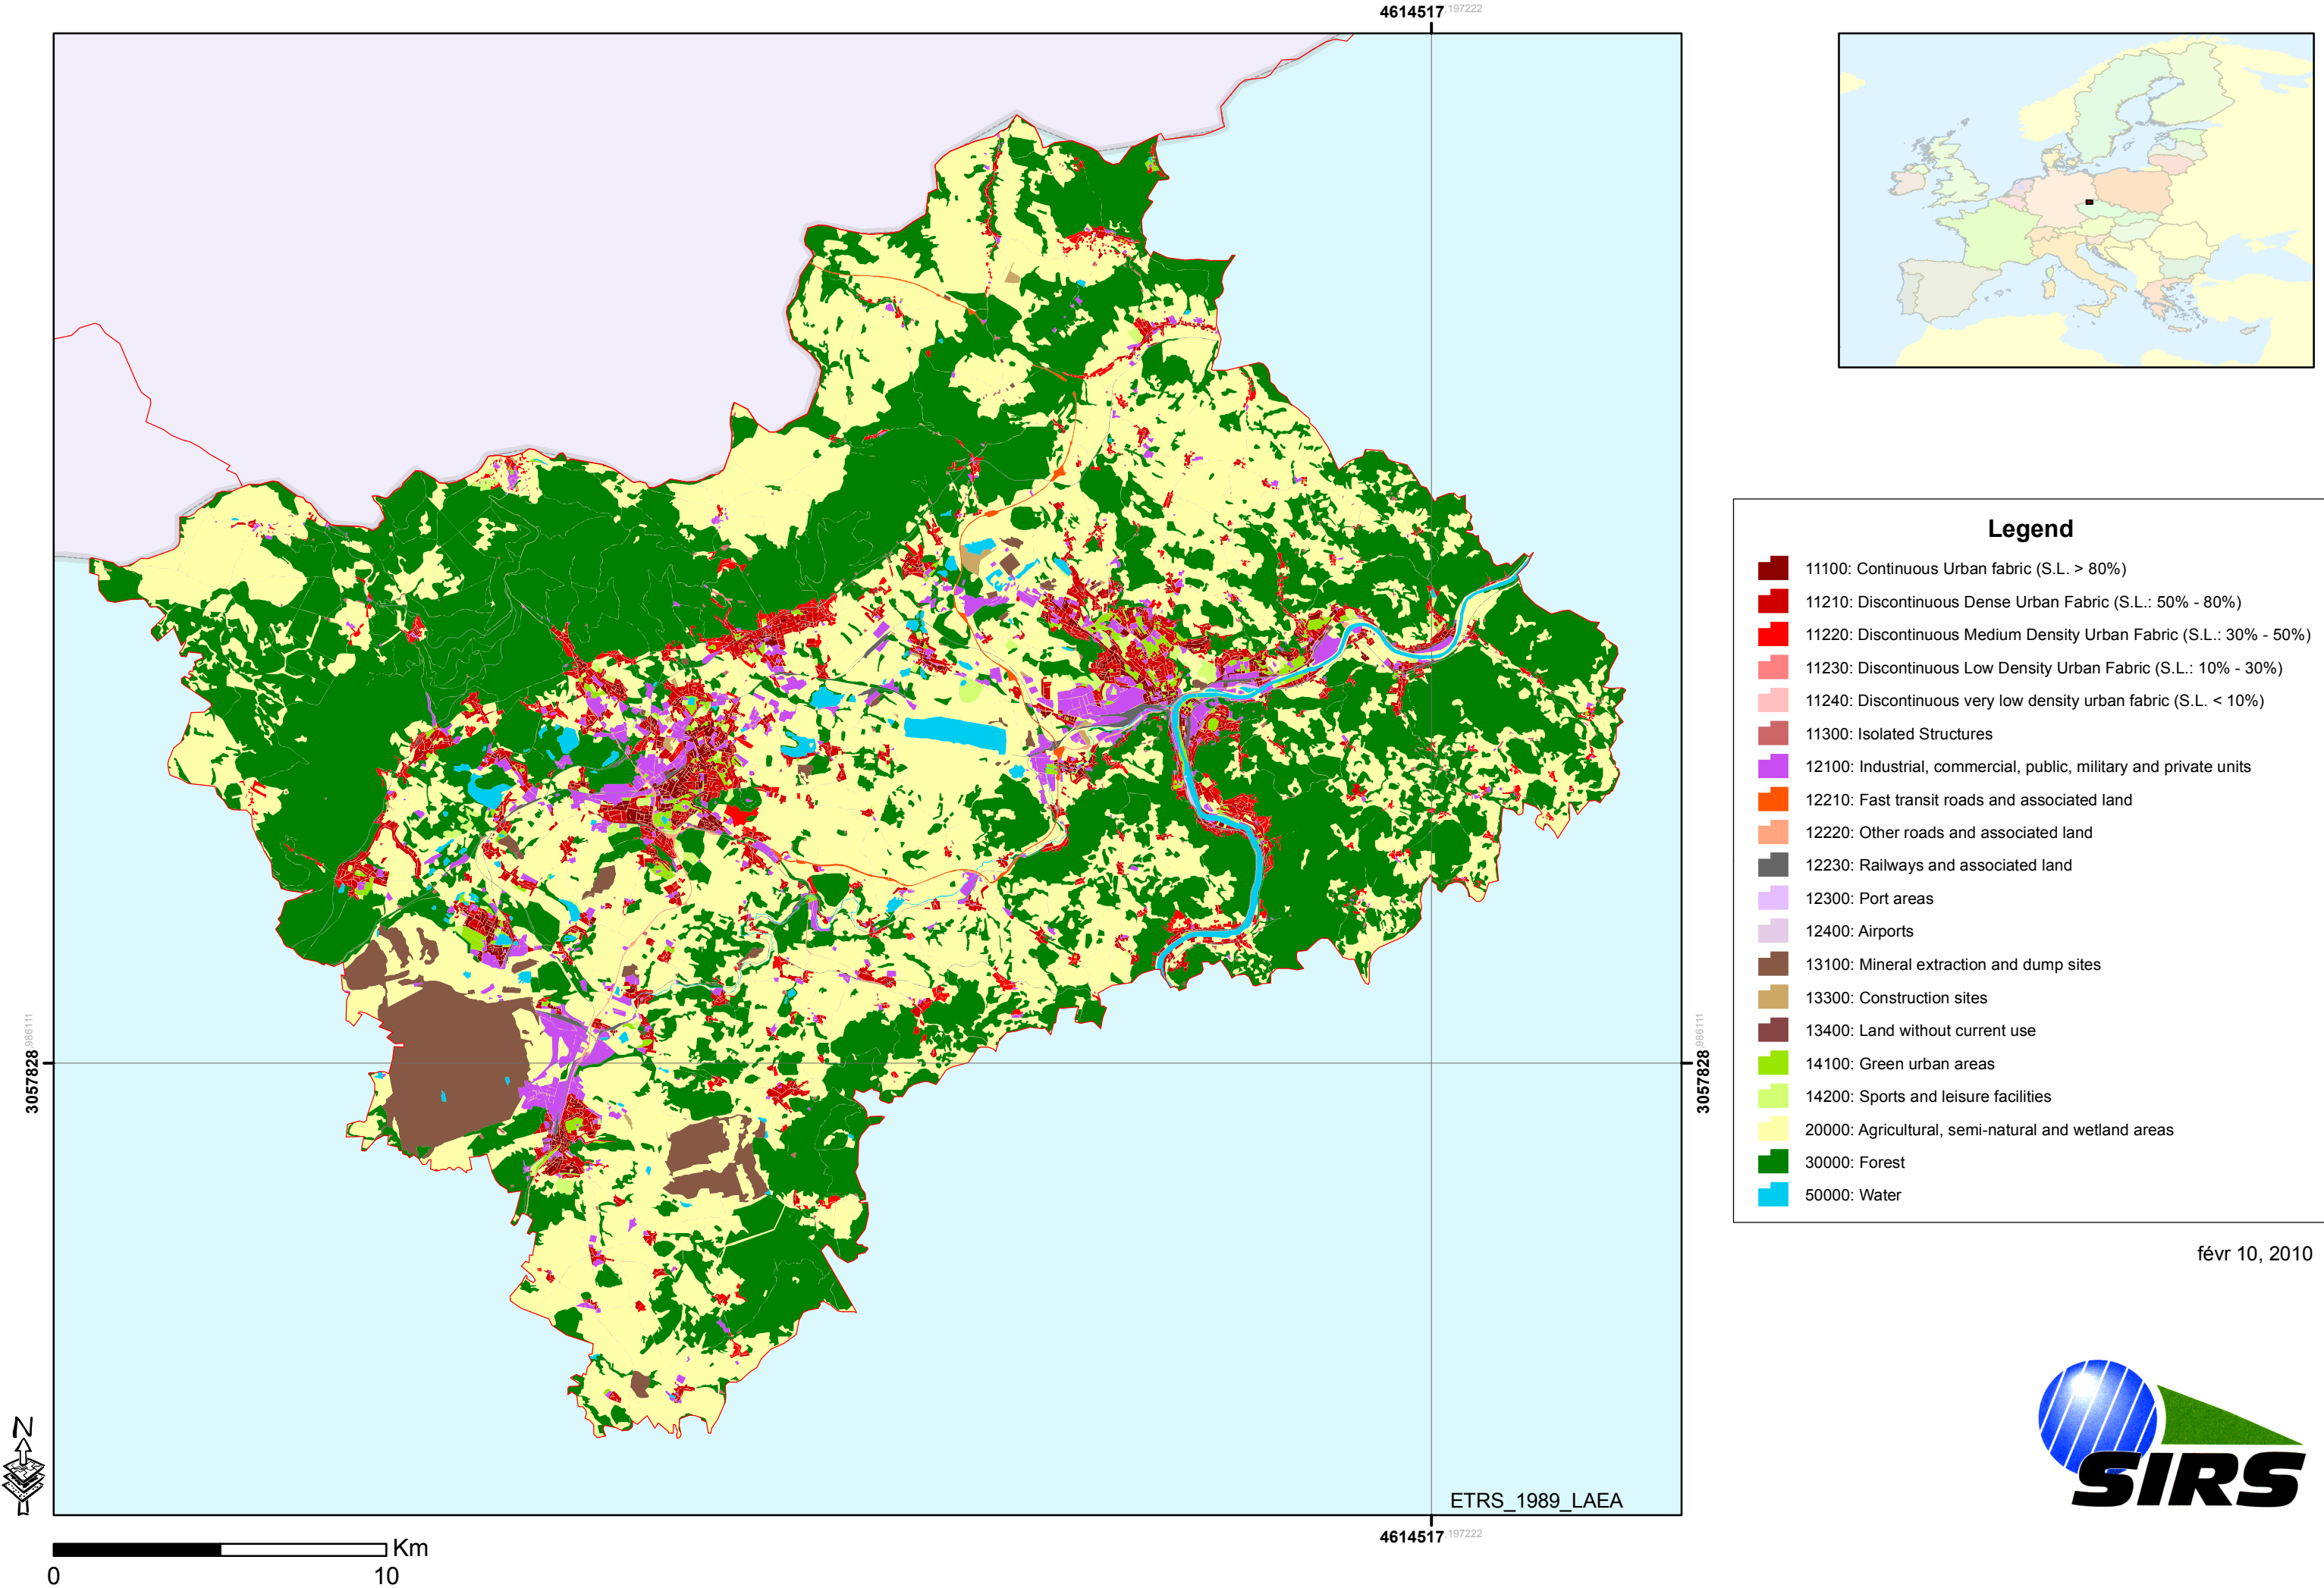 4614517,197222
Legend
11100: Continuous Urban fabric (S.L. > 80%)
11210: Discontinuous Dense Urban Fabric (S.L.: 50% - 80%)
11220: Discontinuous Medium Density Urban Fabric (S.L.: 30% - 50%)
11230: Discontinuous Low Density Urban Fabric (S.L.: 10% - 30%)
11240: Discontinuous very low density urban fabric (S.L. < 10%)
11300: Isolated Structures
12100: Industrial, commercial, public, military and private units
12210: Fast transit roads and associated land
12220: Other roads and associated land
12230: Railways and associated land
12300: Port areas
12400: Airports
13100: Mineral extraction and dump sites
13300: Construction sites
13400: Land without current use
14100: Green urban areas
14200: Sports and leisure facilities
20000: Agricultural, semi-natural and wetland areas
30000: Forest
50000: Water
3057828,986111
3057828,986111
févr 10, 2010
SIRS
N
ETRS_1989_LAEA
4614517,197222
Km
0 10